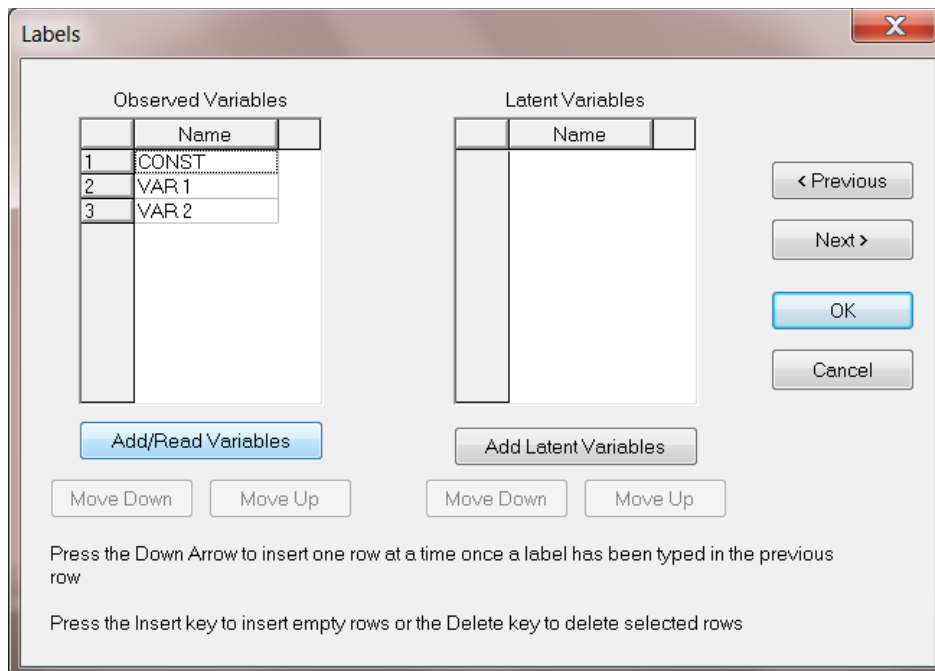 Labels
X
Observed Variables
Latent Variables
Name
Name
1 CONST
2 VAR 1
3 VAR 2
< Previous
Next >
OK
Cancel
Add/Read Variables
Add Latent Variables
Move Down
Move Up
Move Down
Move Up
Press the Down Arrow to insert one row at a time once a label has been typed in the previous
row
Press the Insert key to insert empty rows or the Delete key to delete selected rows